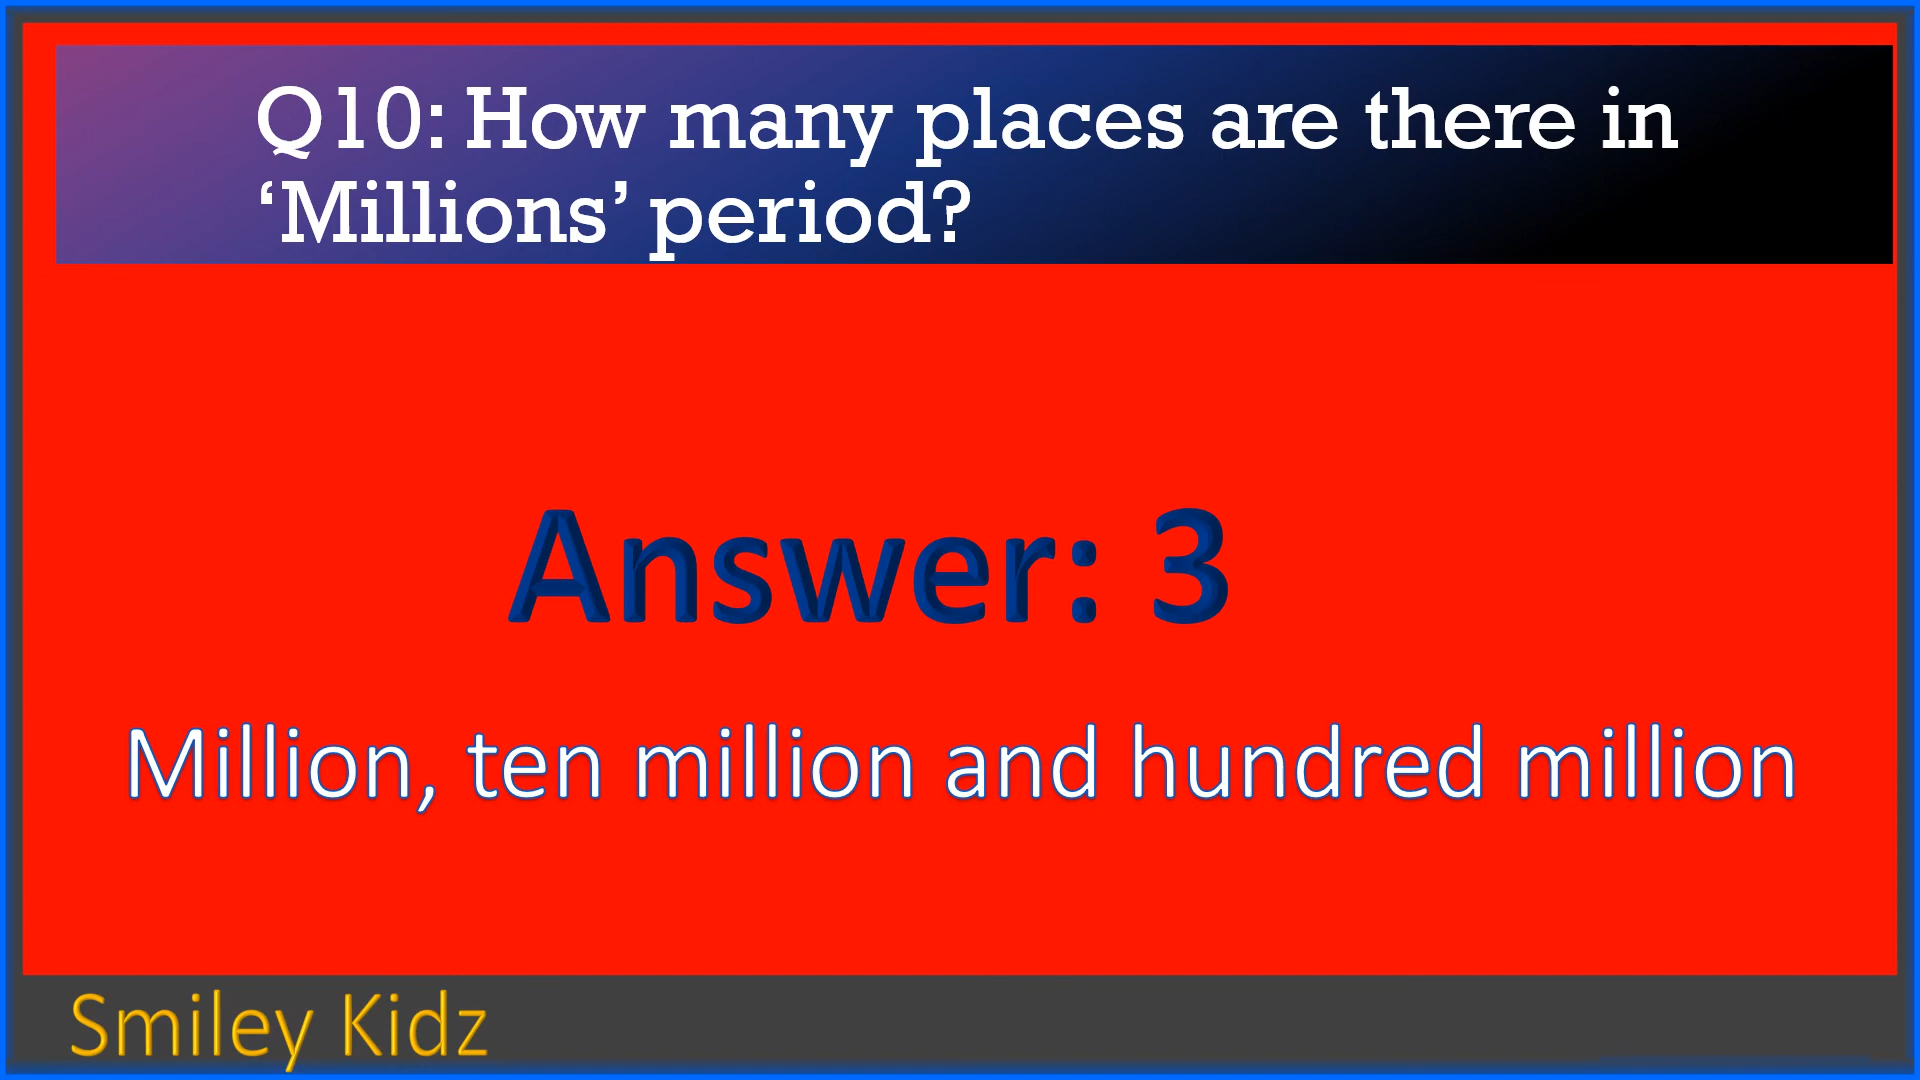 Q10: How many places are there in
‘Millions’ period?
Answer: 3
Million, ten million and hundred million
Smiley Kidz